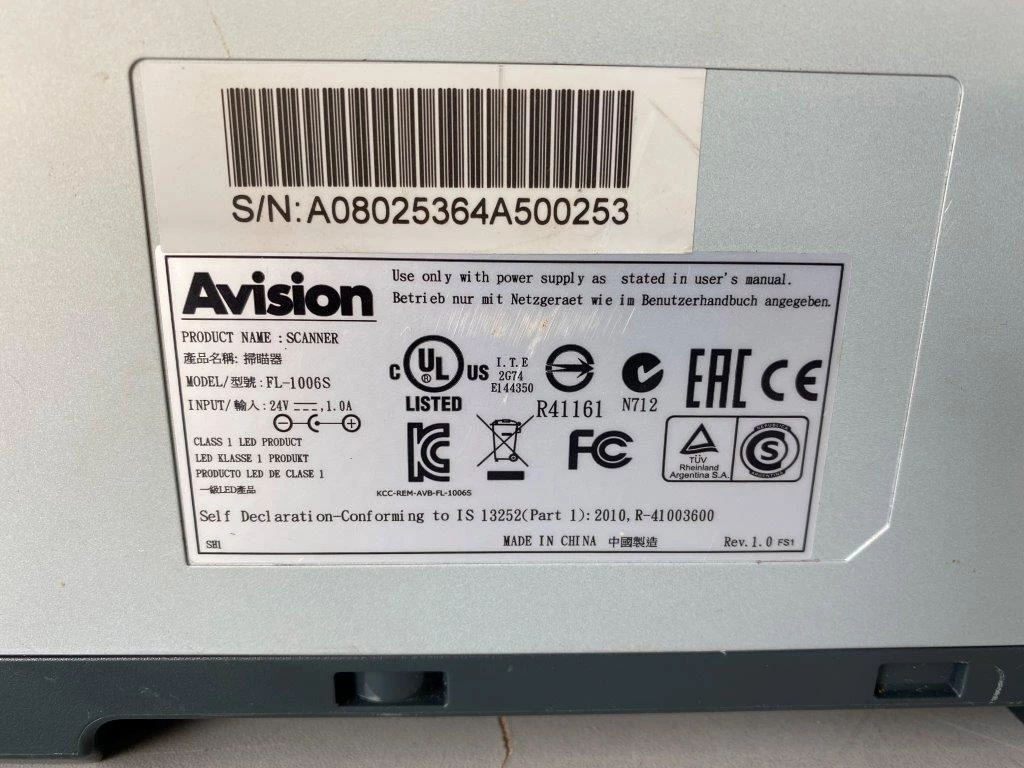 S/N: A08025364A500253
Avision
Use only with power supply as stated in user's manual.
Betrieb nur mit Netzgeraet wie im Benutzerhandbuch angegeben.
PRODUCT NAME : SCANNER
產品名稱: 掃瞄器
MODEL/型號: FL-1006S
INPUT/輸入: 24V ⎓, 1.0A
CLASS 1 LED PRODUCT
LED KLASSE 1 PRODUKT
PRODUCTO LED DE CLASE 1
一級LED產品
C UL ® US
LISTED
I.T.E
2G74
E144350
R41161
N712
EAC CE
KCC-REM-AVB-FL-1006S
FC
TÜV
Rheinland
Argentina S.A.
REPUBLICA
S
ARGENTINA
Self Declaration-Conforming to IS 13252(Part 1): 2010, R-41003600
SH1
MADE IN CHINA 中國製造
Rev. 1.0 FS1